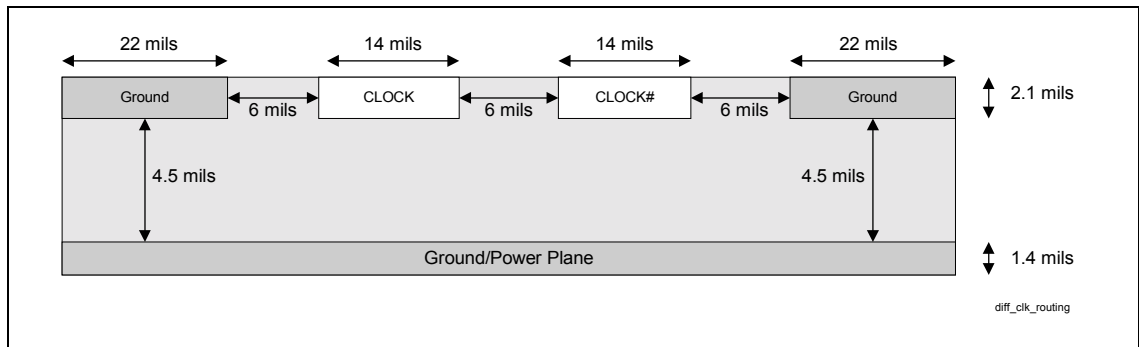 22 mils
14 mils
14 mils
22 mils
Ground
CLOCK
CLOCK#
Ground
2.1 mils
6 mils
6 mils
6 mils
4.5 mils
4.5 mils
Ground/Power Plane
1.4 mils
diff_clk_routing